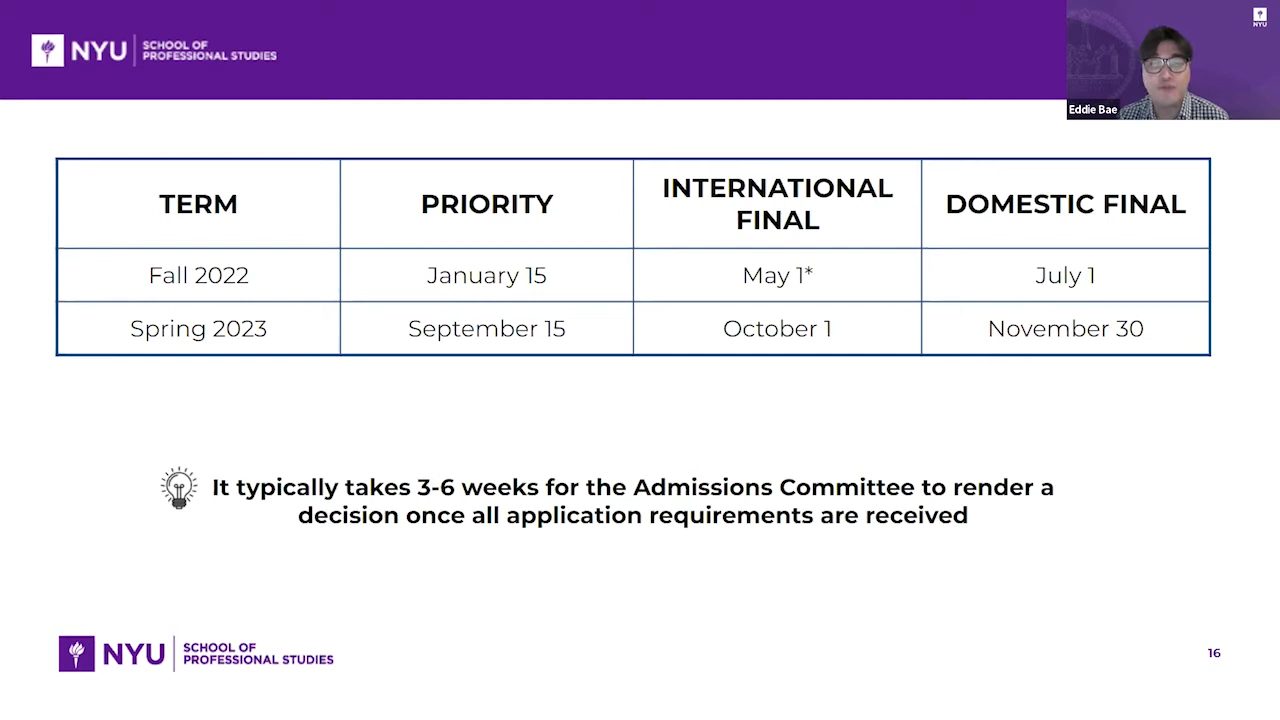 NYU SCHOOL OF
PROFESSIONAL STUDIES
NYU
Eddie Bae
TERM PRIORITY INTERNATIONAL FINAL DOMESTIC FINAL
Fall 2022 January 15 May 1* July 1
Spring 2023 September 15 October 1 November 30
It typically takes 3-6 weeks for the Admissions Committee to render a
decision once all application requirements are received
NYU SCHOOL OF
PROFESSIONAL STUDIES
16